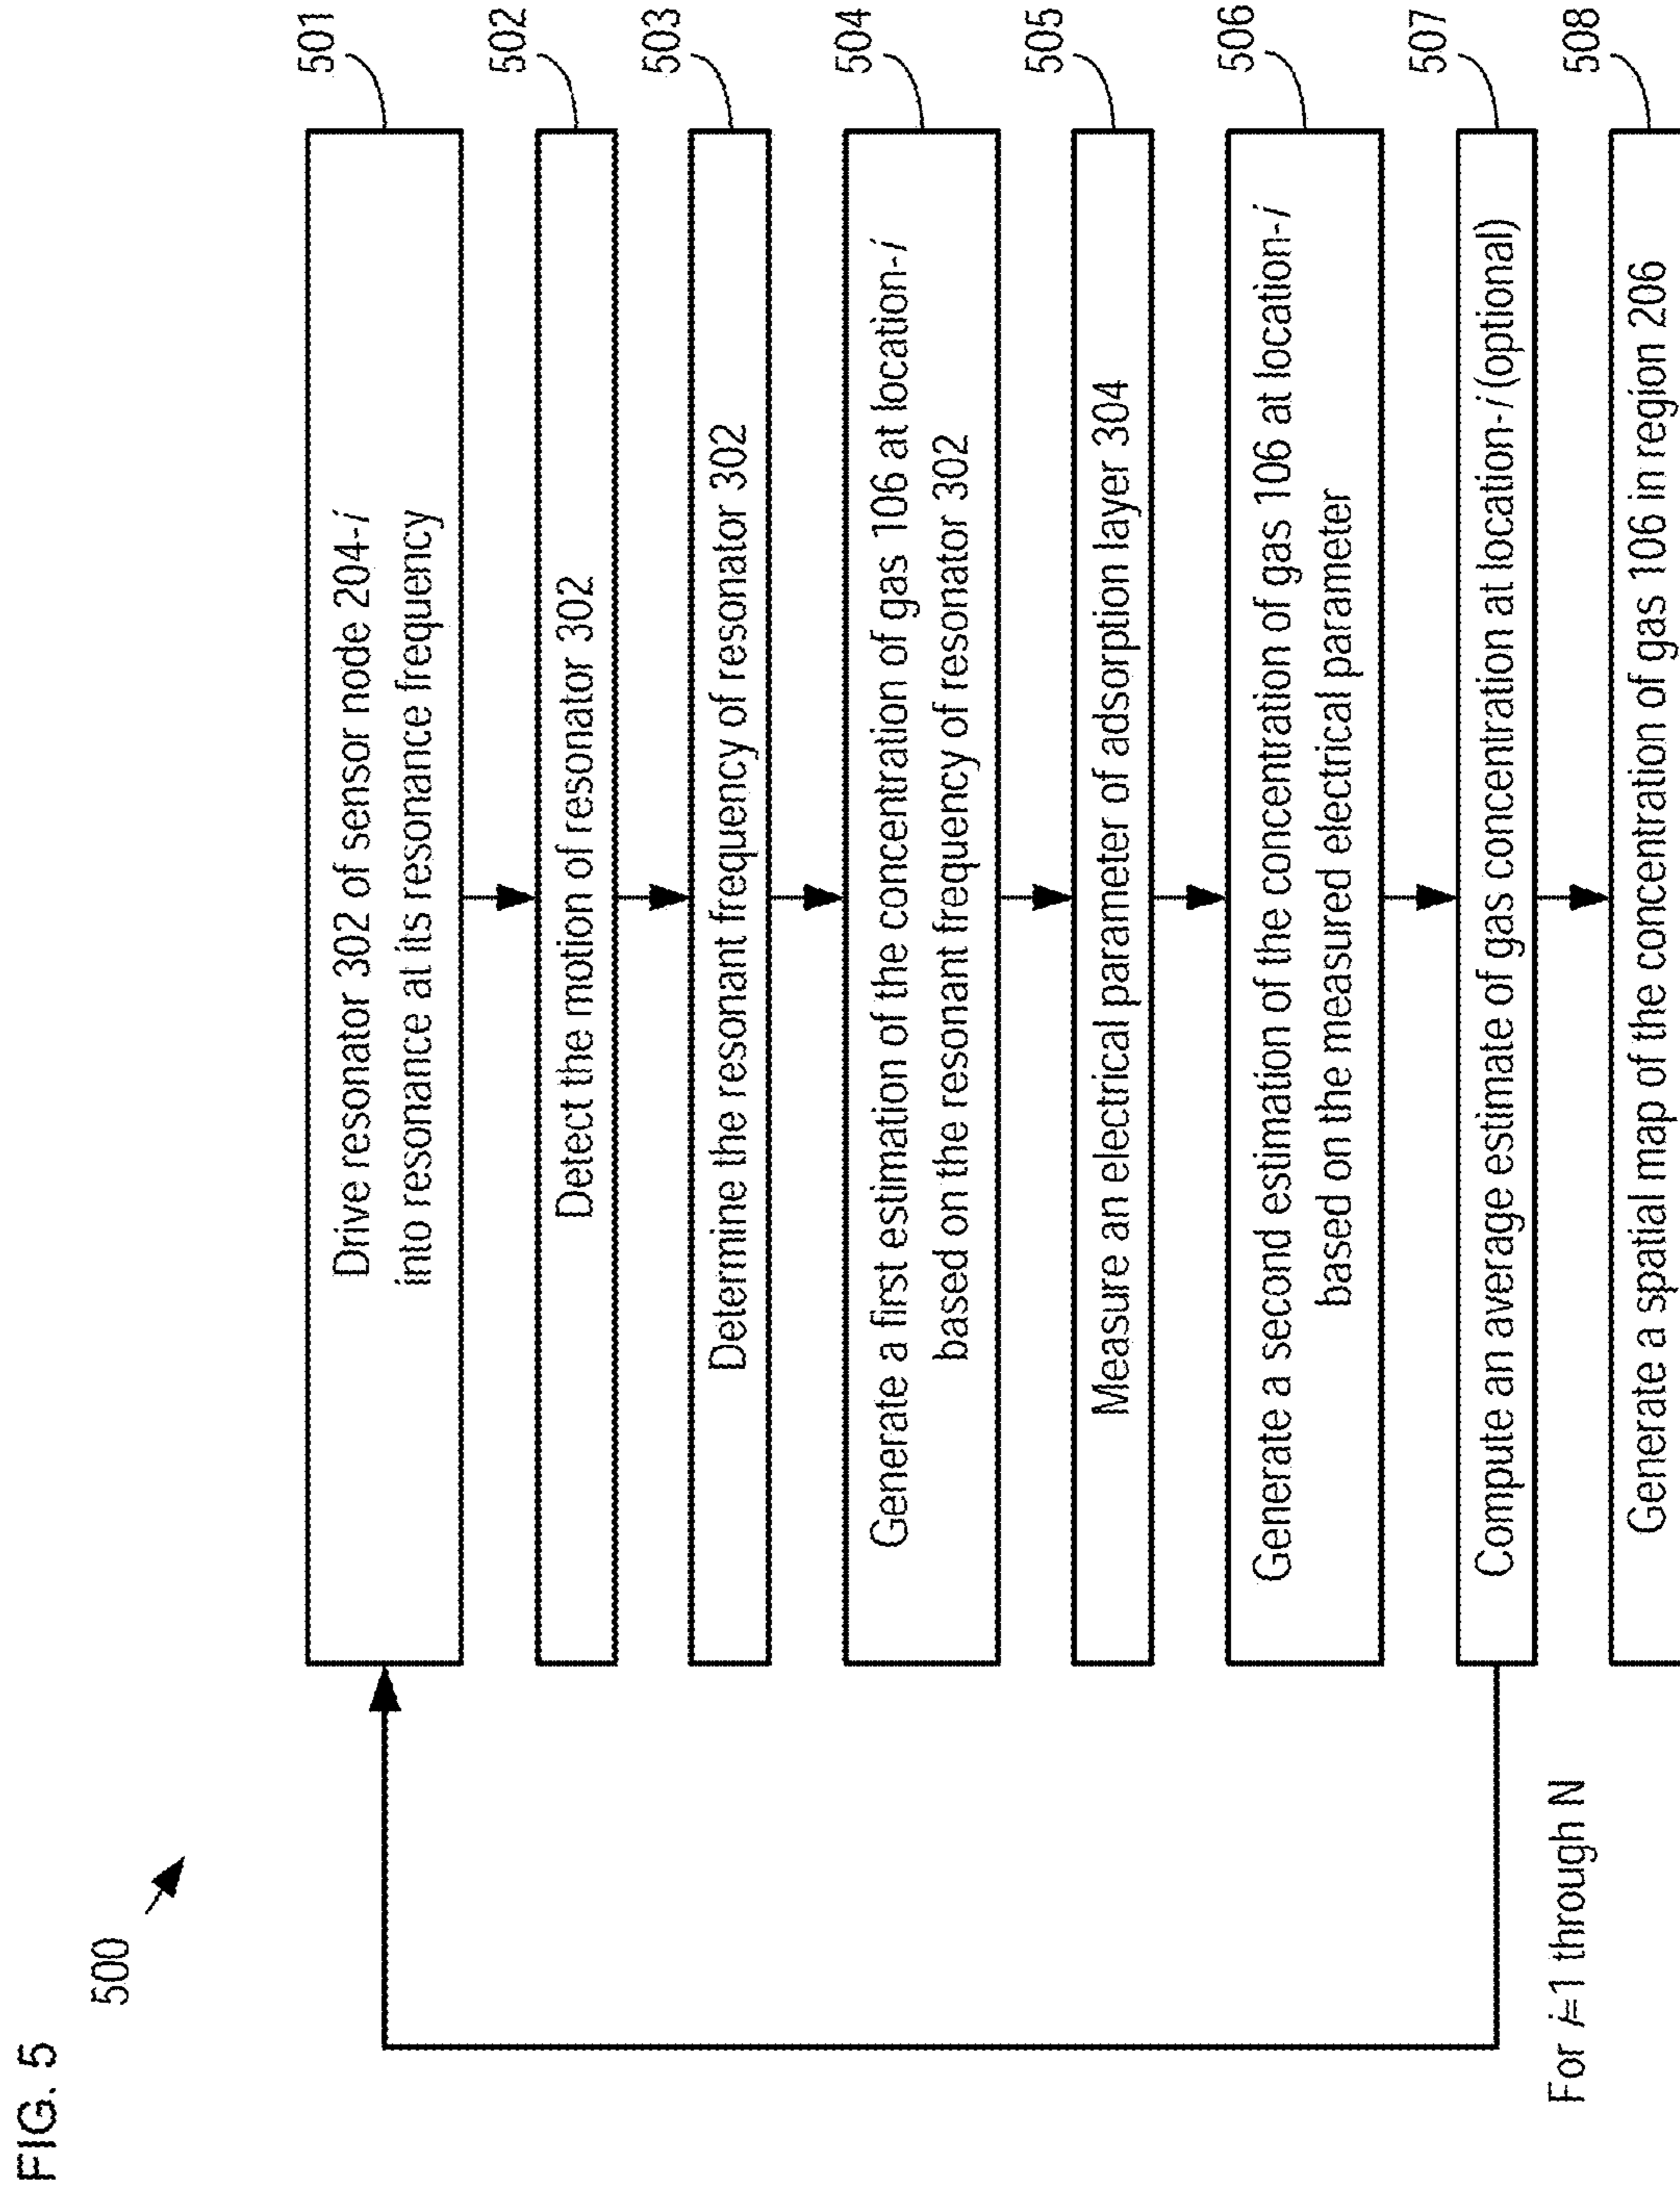 FIG. 5
500
501
Drive resonator 302 of sensor node 204-i
into resonance at its resonance frequency
502
Detect the motion of resonator 302
503
Determine the resonant frequency of resonator 302
504
Generate a first estimation of the concentration of gas 106 at location-i
based on the resonant frequency of resonator 302
505
Measure an electrical parameter of adsorption layer 304
506
Generate a second estimation of the concentration of gas 106 at location-i
based on the measured electrical parameter
507
Compute an average estimate of gas concentration at location-i (optional)
For i=1 through N
508
Generate a spatial map of the concentration of gas 106 in region 206